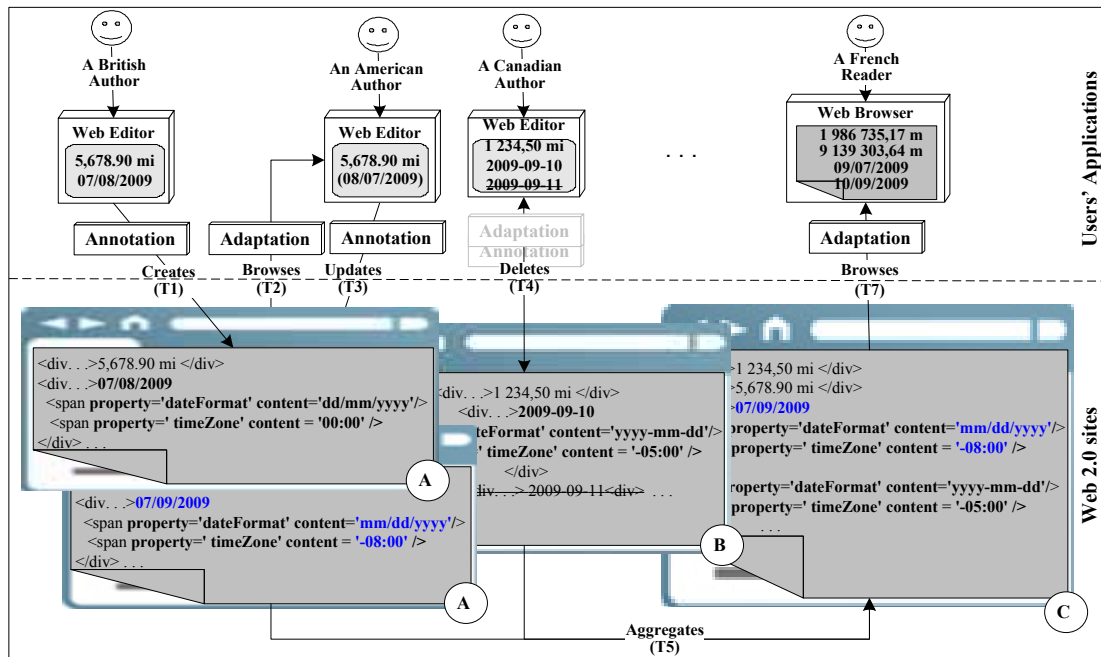 A British
Author
An American
Author
A Canadian
Author
A French
Reader
Web Editor
5,678.90 mi
07/08/2009
Web Editor
5,678.90 mi
(08/07/2009)
Web Editor
1 234,50 mi
2009-09-10
2009-09-11
. . .
Web Browser
1 986 735,17 m
9 139 303,64 m
09/07/2009
10/09/2009
Users' Applications
Annotation
Adaptation
Annotation
Adaptation
Annotation
Adaptation
Creates
(T1)
Browses
(T2)
Updates
(T3)
Deletes
(T4)
Browses
(T7)
<div. . .>5,678.90 mi </div>
<div. . .>07/08/2009
<span property='dateFormat' content='dd/mm/yyyy'/>
<span property=' timeZone' content = '00:00' />
</div> . . .
A
<div. . .>07/09/2009
<span property='dateFormat' content='mm/dd/yyyy'/>
<span property=' timeZone' content = '-08:00' />
</div> . . .
A
<div. . .>1 234,50 mi </div>
<div. . .>2009-09-10
ateFormat' content='yyyy-mm-dd'/>
' timeZone' content = '-05:00' />
</div>
<div. . .> 2009-09-11<div> . . .
B
>1 234,50 mi </div>
>5,678.90 mi </div>
>07/09/2009
property='dateFormat' content='mm/dd/yyyy'/>
property=' timeZone' content = '-08:00' />
property='dateFormat' content='yyyy-mm-dd'/>
property=' timeZone' content = '-05:00' />
. . .
C
Web 2.0 sites
Aggregates
(T5)